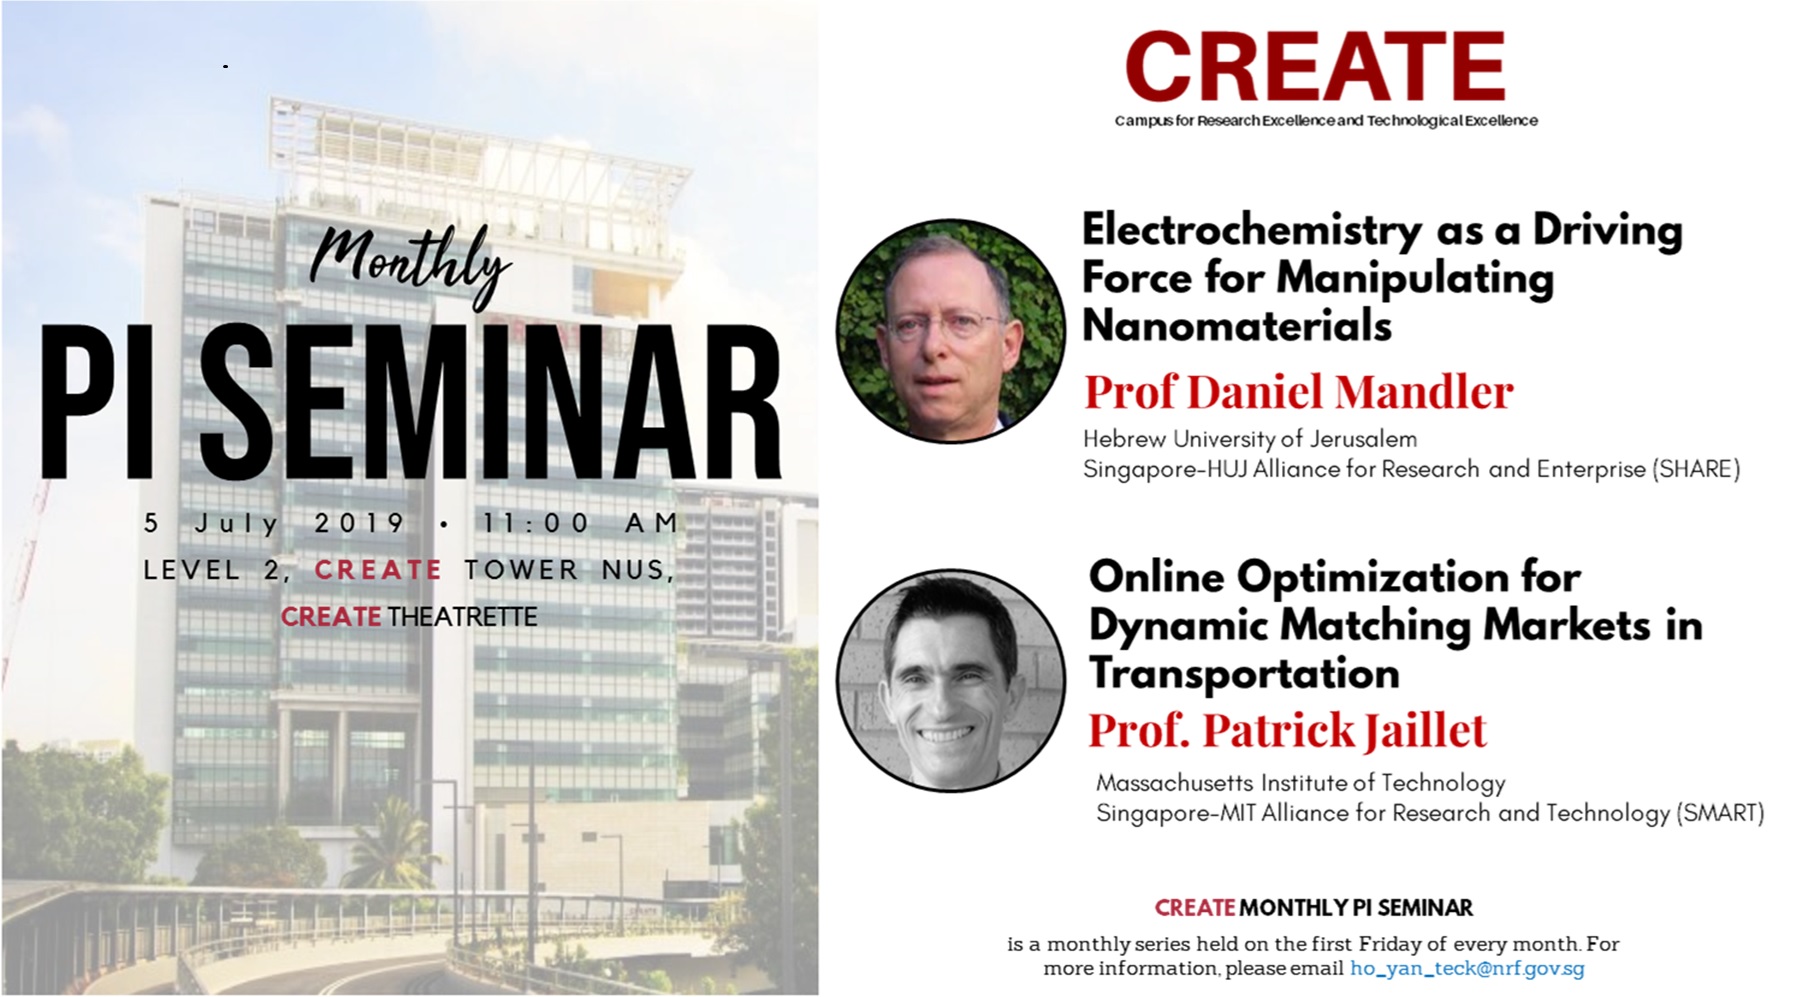 Monthly
PI SEMINAR
5 July 2019 • 11:00 AM
LEVEL 2, CREATE TOWER NUS,
CREATE THEATRETTE
CREATE
Campus for Research Excellence and Technological Excellence
Electrochemistry as a Driving
Force for Manipulating
Nanomaterials
Prof Daniel Mandler
Hebrew University of Jerusalem
Singapore-HUJ Alliance for Research and Enterprise (SHARE)
Online Optimization for
Dynamic Matching Markets in
Transportation
Prof. Patrick Jaillet
Massachusetts Institute of Technology
Singapore-MIT Alliance for Research and Technology (SMART)
CREATE MONTHLY PI SEMINAR
is a monthly series held on the first Friday of every month. For
more information, please email ho_yan_teck@nrf.gov.sg